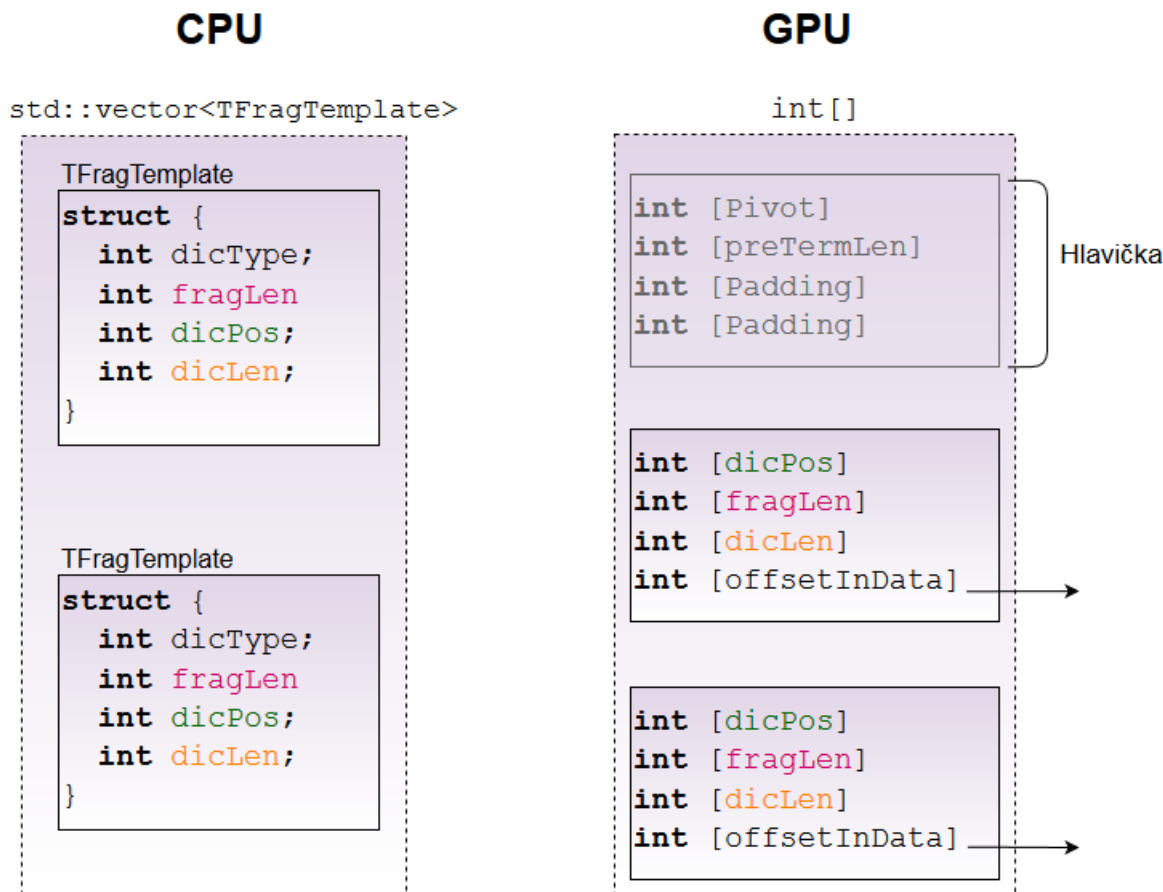 CPU
std::vector<TFragTemplate>
TFragTemplate
struct {
int dicType;
int fragLen
int dicPos;
int dicLen;
}
TFragTemplate
struct {
int dicType;
int fragLen
int dicPos;
int dicLen;
}
GPU
int[]
int [Pivot]
int [preTermLen]
int [Padding]
int [Padding]
Hlavička
int [dicPos]
int [fragLen]
int [dicLen]
int [offsetInData]
int [dicPos]
int [fragLen]
int [dicLen]
int [offsetInData]